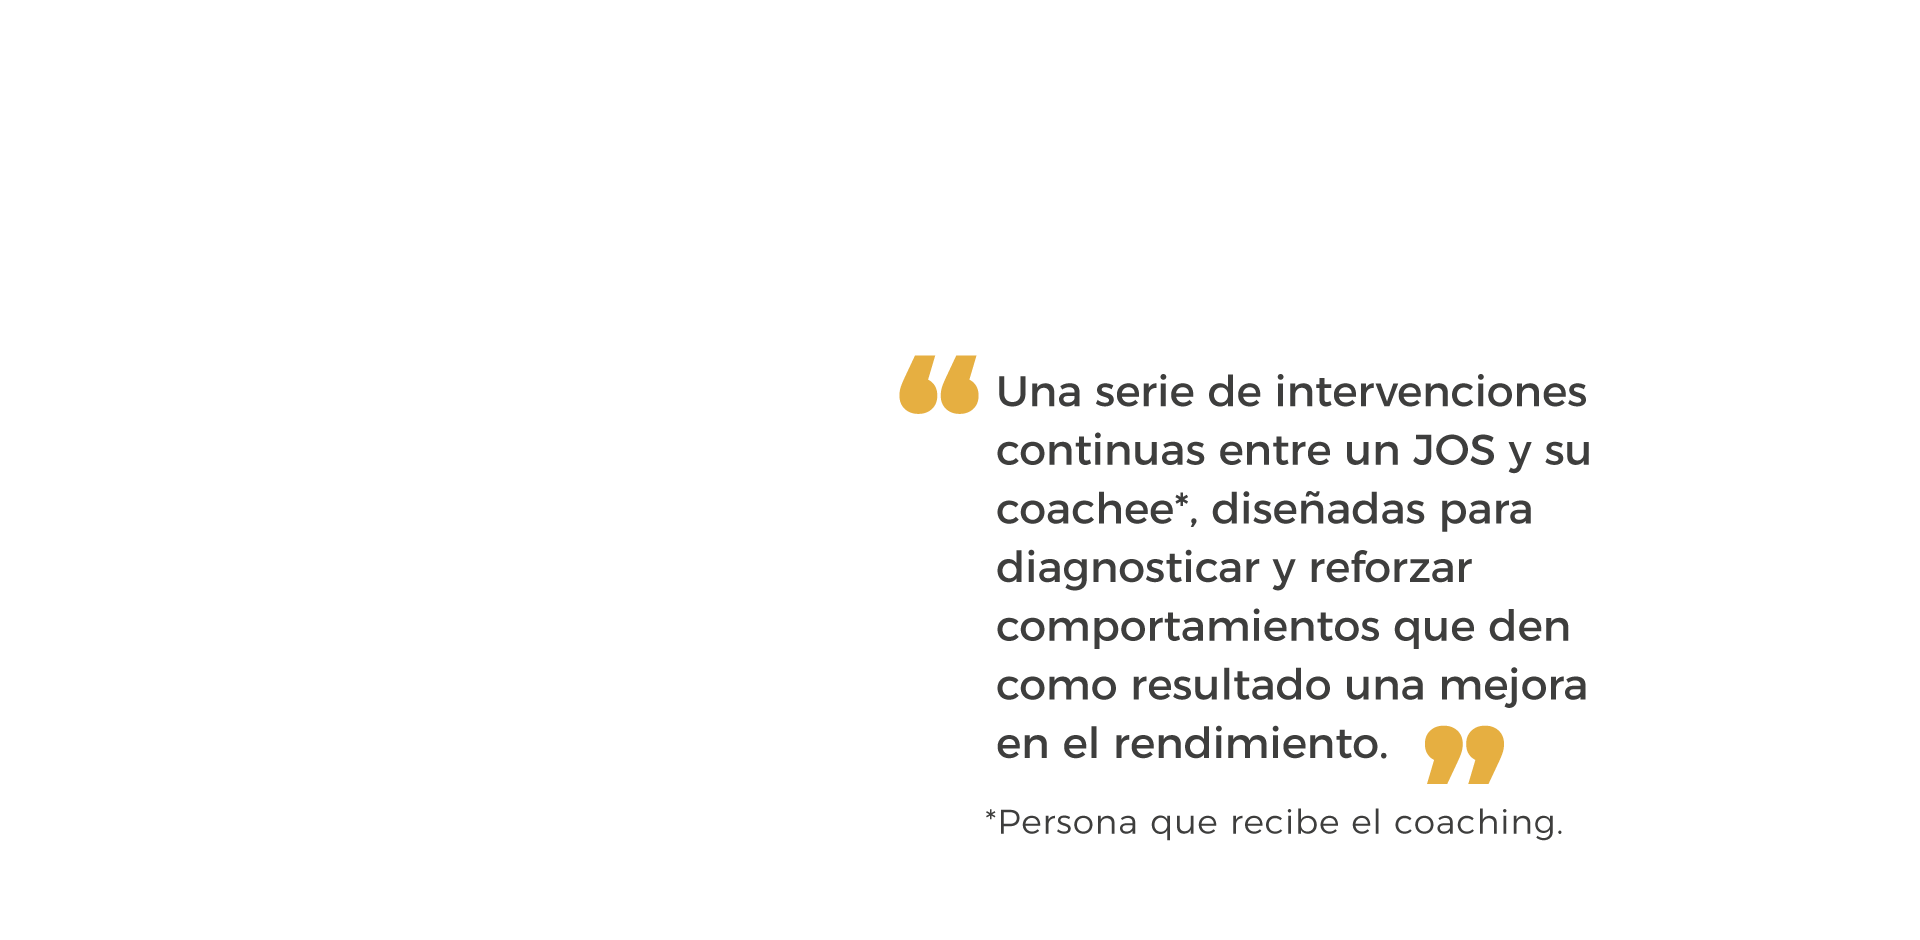 “Una serie de intervenciones
continuas entre un JOS y su
coachee*, diseñadas para
diagnosticar y reforzar
comportamientos que den
como resultado una mejora
en el rendimiento.”
*Persona que recibe el coaching.